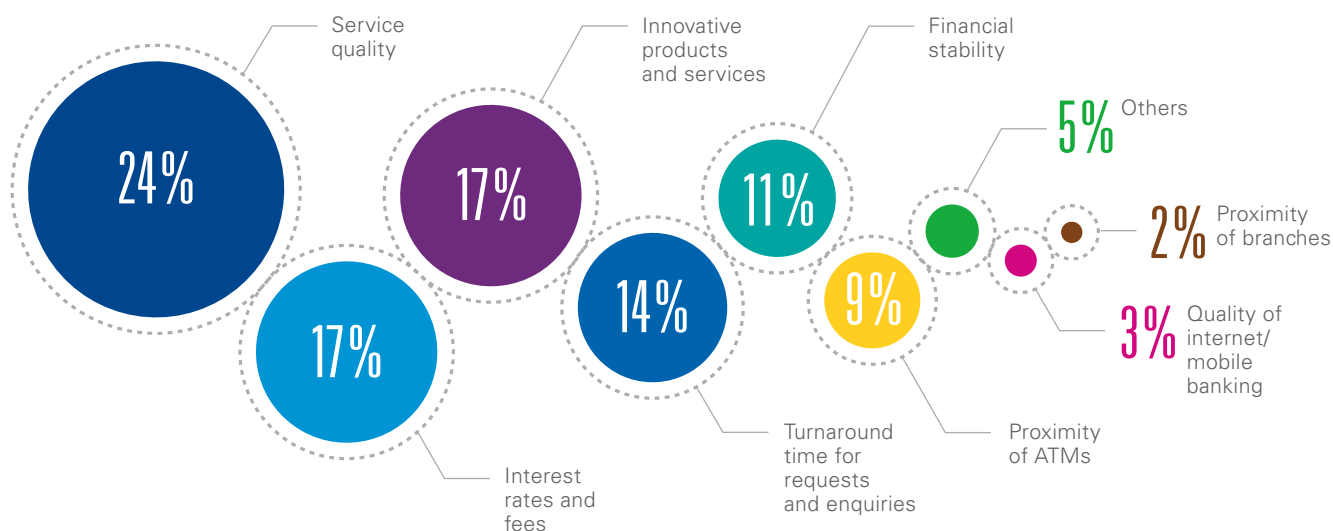 24%
Service
quality
17%
Interest
rates and
fees
17%
Innovative
products
and services
14%
Turnaround
time for
requests
and enquiries
11%
Financial
stability
9%
Proximity
of ATMs
5%
Others
3%
Quality of
internet/
mobile
banking
2%
Proximity
of branches